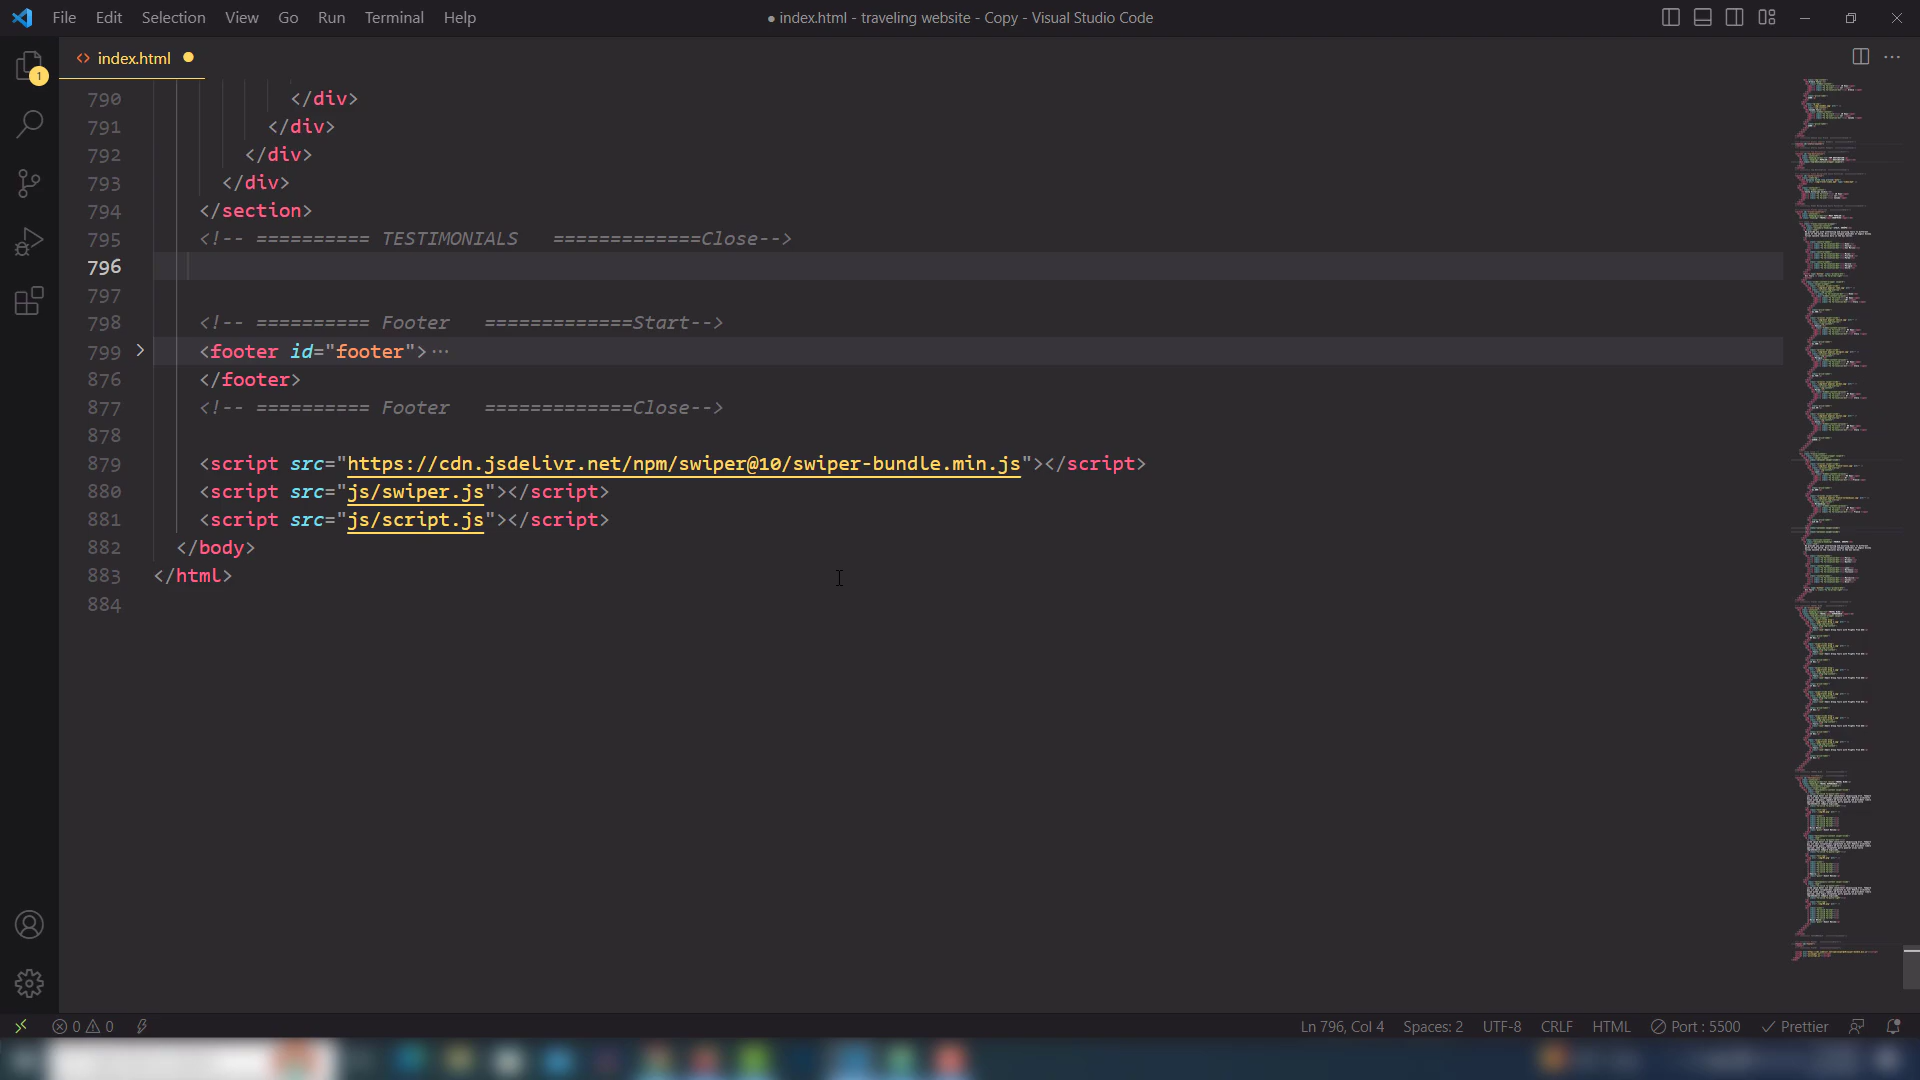 File Edit Selection View Go Run Terminal Help
● index.html - traveling website - Copy - Visual Studio Code
1
<> index.html
790 </div>
791 </div>
792 </div>
793 </div>
794 </section>
795 <!-- ========== TESTIMONIALS   =============Close-->
796
797
798 <!-- ========== Footer   =============Start-->
799 <footer id="footer">···
876 </footer>
877 <!-- ========== Footer   =============Close-->
878
879 <script src="https://cdn.jsdelivr.net/npm/swiper@10/swiper-bundle.min.js"></script>
880 <script src="js/swiper.js"></script>
881 <script src="js/script.js"></script>
882 </body>
883 </html>
884
0 0 Ln 796, Col 4 Spaces: 2 UTF-8 CRLF HTML Port : 5500 Prettier